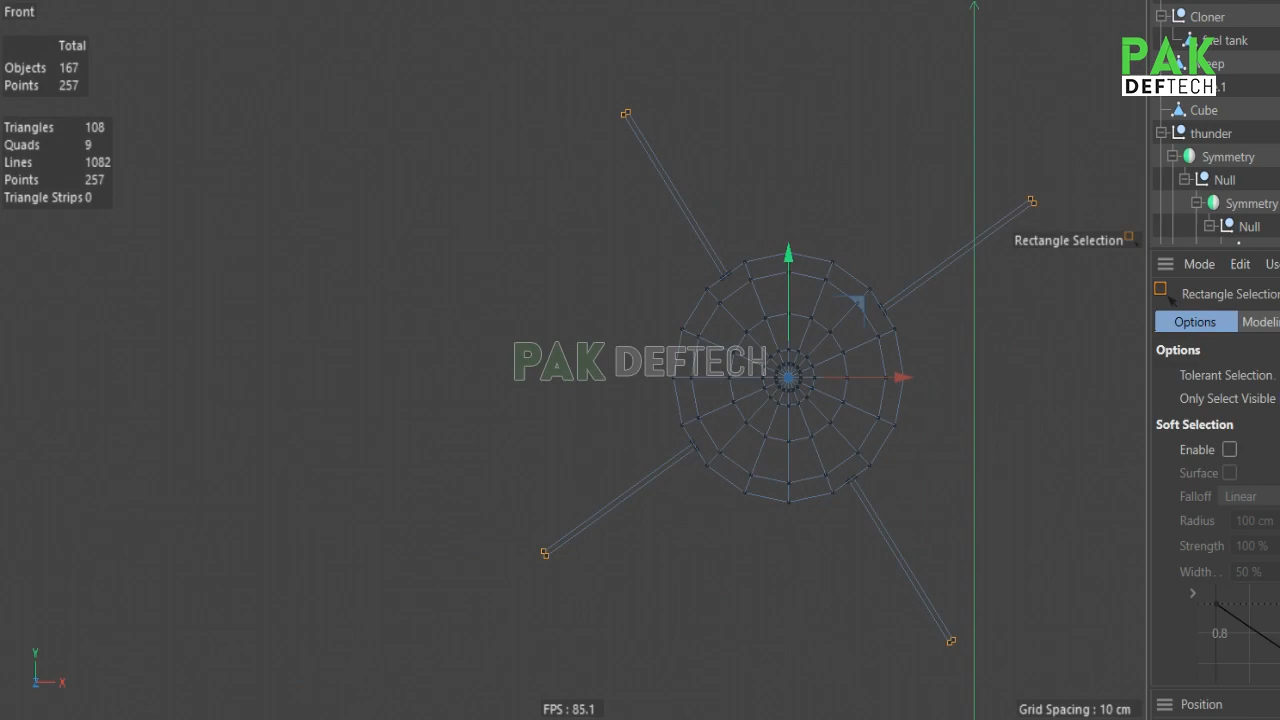 Front
Total
Objects 167
Points 257
Triangles 108
Quads 9
Lines 1082
Points 257
Triangle Strips 0
Rectangle Selection
PAK DEFTECH
FPS : 85.1
Grid Spacing : 10 cm
Y
Z X
Cloner
fuel tank
PAK
DEFTECH
Cube
thunder
Symmetry
Null
Symmetry
Null
Mode Edit Us
Rectangle Selection
Options Modeli
Options
Tolerant Selection
Only Select Visible
Soft Selection
Enable
Surface
Falloff Linear
Radius 100 cm
Strength 100 %
Width . . 50 %
0.8
Position